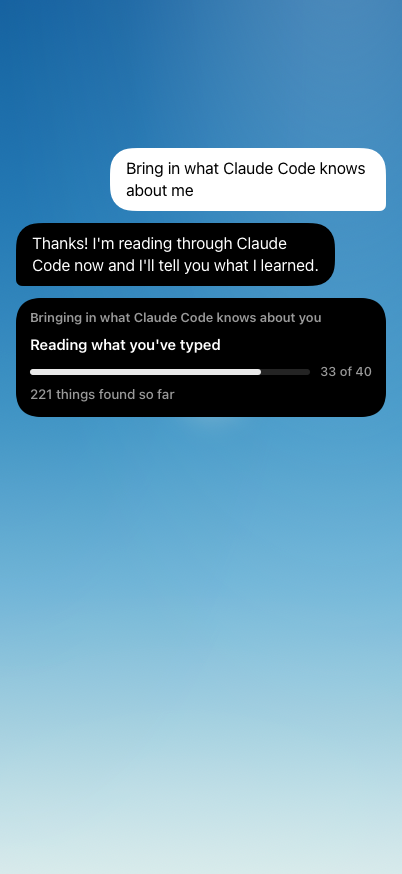 Bring in what Claude Code knows
about me
Thanks! I'm reading through Claude
Code now and I'll tell you what I learned.
Bringing in what Claude Code knows about you
Reading what you've typed
33 of 40
221 things found so far